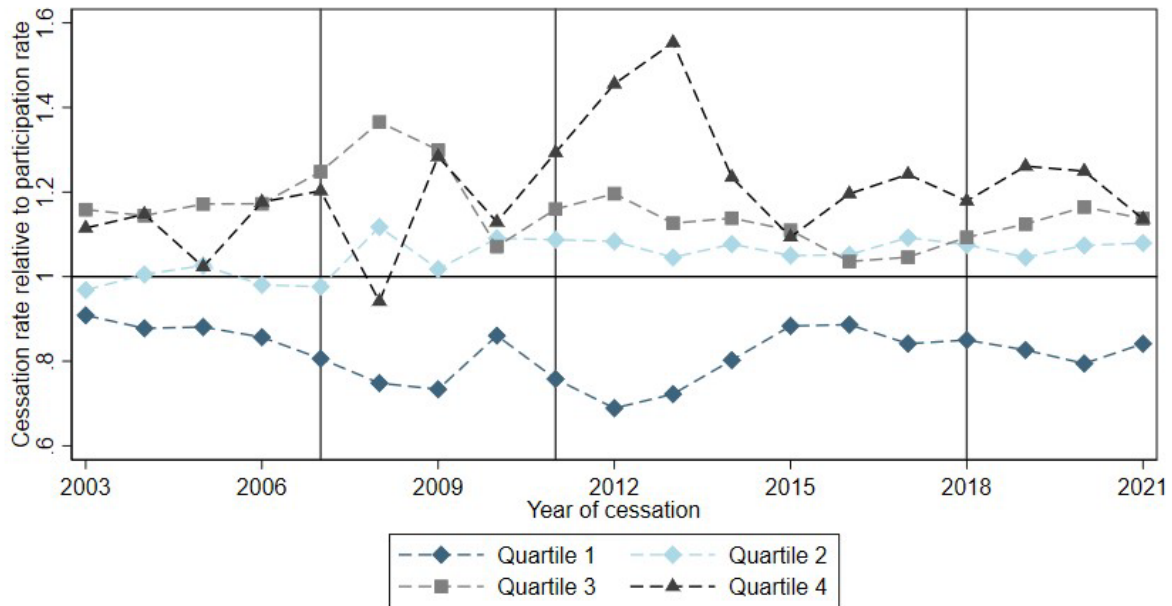 Cessation rate relative to participation rate
1.6
1.4
1.2
1
.8
.6
2003 2006 2009 2012 2015 2018 2021
Year of cessation
Quartile 1 Quartile 2
Quartile 3 Quartile 4